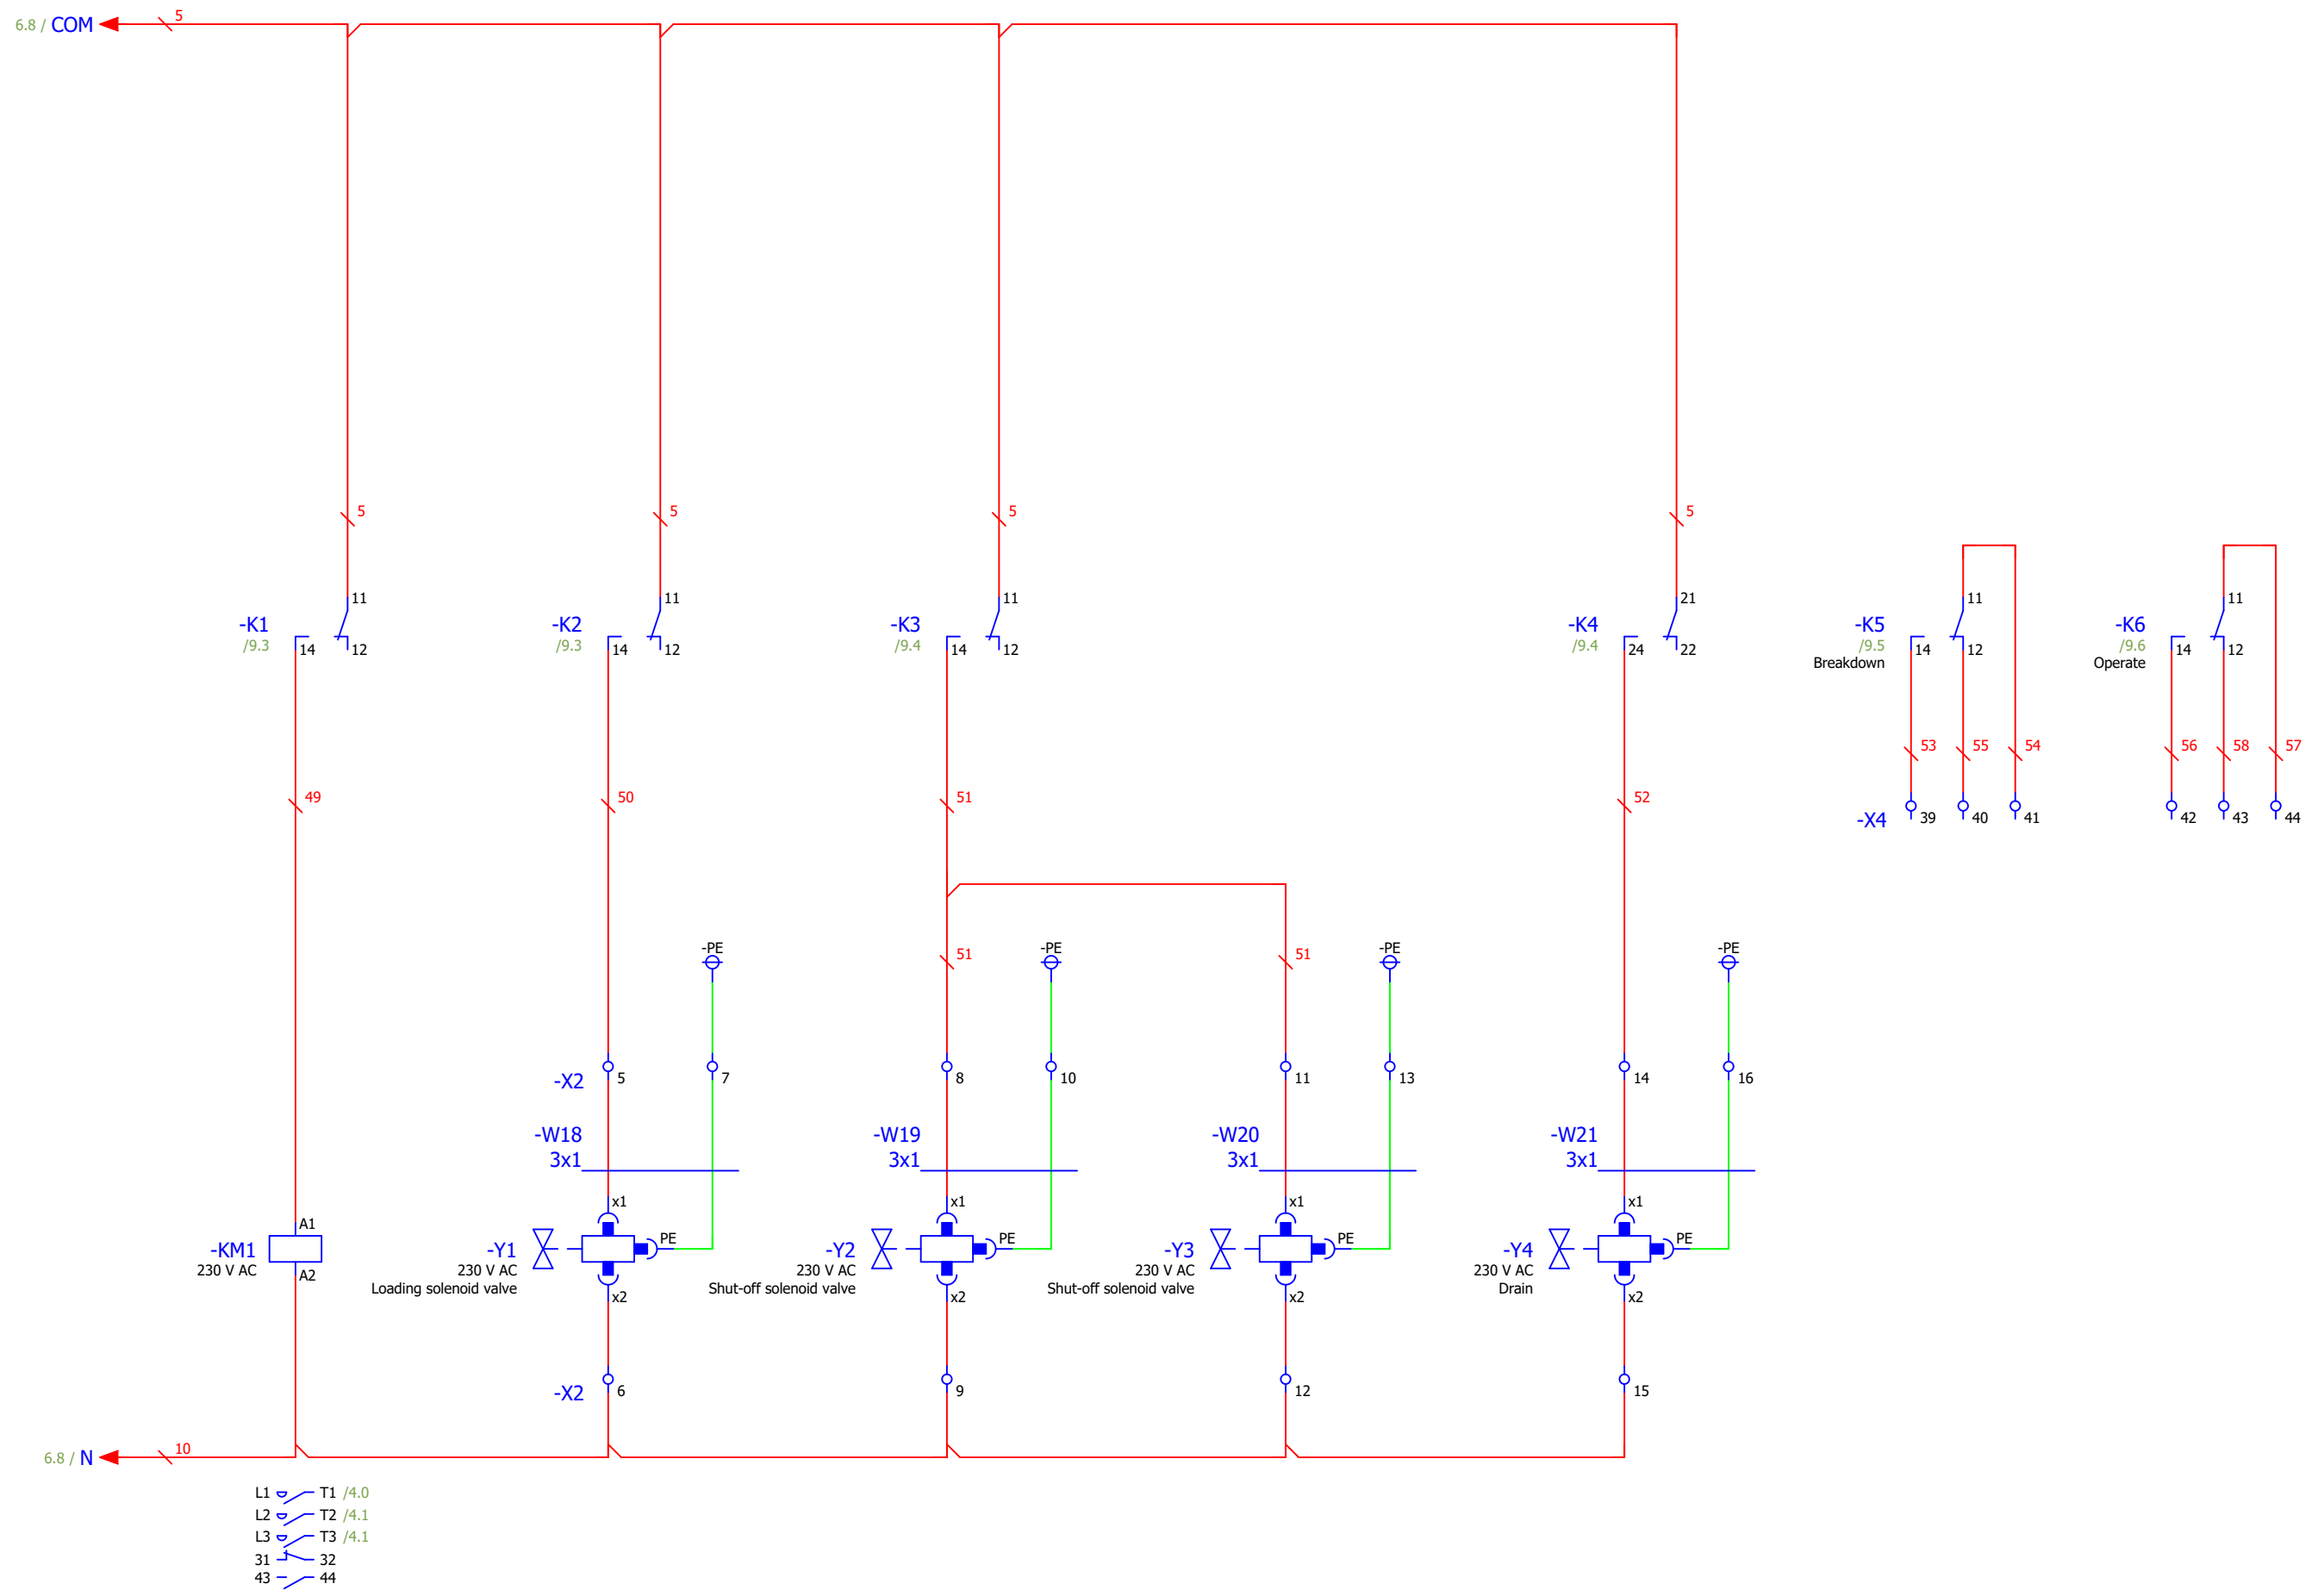 6.8 / COM 5
5 5 5 5
-K1 /9.3 11 14 12
-K2 /9.3 11 14 12
-K3 /9.4 11 14 12
-K4 /9.4 21 24 22
-K5 /9.5 Breakdown 11 14 12
-K6 /9.6 Operate 11 14 12
53 55 54 56 58 57
49 50 51 52
-X4 39 40 41 42 43 44
-PE 51 -PE 51 -PE -PE
-X2 5 7 8 10 11 13 14 16
-W18 -W19 -W20 -W21
3x1 3x1 3x1 3x1
x1 x1 x1 x1
A1 PE PE PE PE
-KM1 -Y1 -Y2 -Y3 -Y4
230 V AC A2 230 V AC 230 V AC 230 V AC 230 V AC
Loading solenoid valve Shut-off solenoid valve Shut-off solenoid valve Drain
x2 x2 x2 x2
-X2 6 9 12 15
6.8 / N 10
L1 T1 /4.0
L2 T2 /4.1
L3 T3 /4.1
31 32
43 44